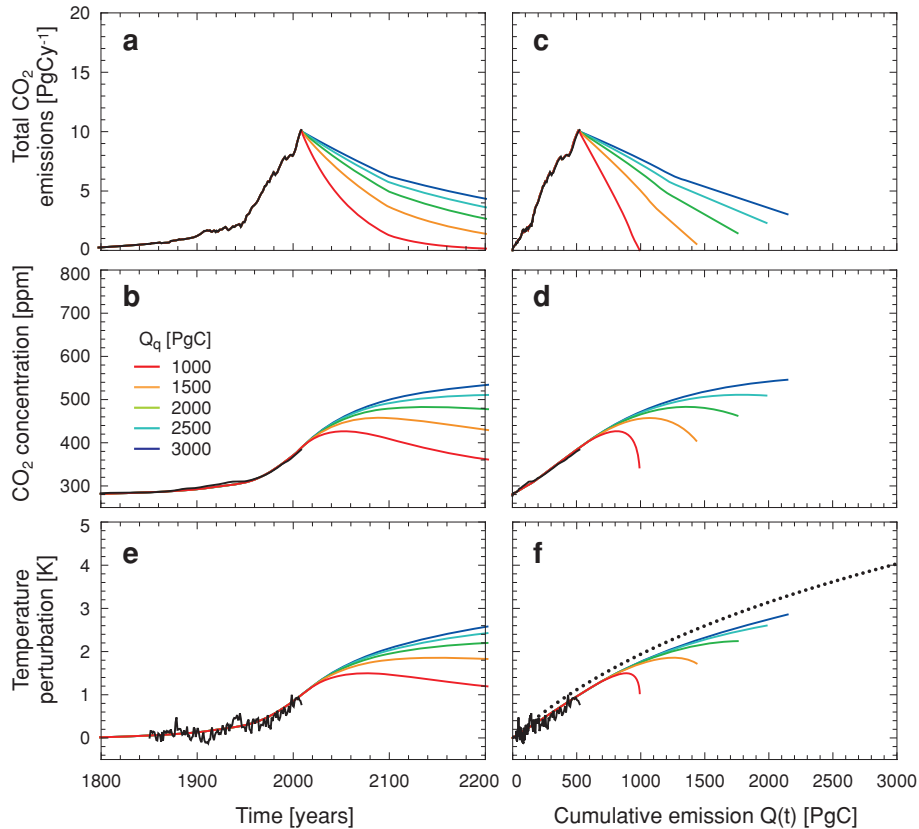 a
c
Total CO2 emissions [PgCy-1]
20
15
10
5
0
b
d
CO2 concentration [ppm]
800
700
600
500
400
300
Qq [PgC]
1000
1500
2000
2500
3000
e
f
Temperature perturbation [K]
5
4
3
2
1
0
1800 1900 2000 2100 2200
0 500 1000 1500 2000 2500 3000
Time [years]
Cumulative emission Q(t) [PgC]